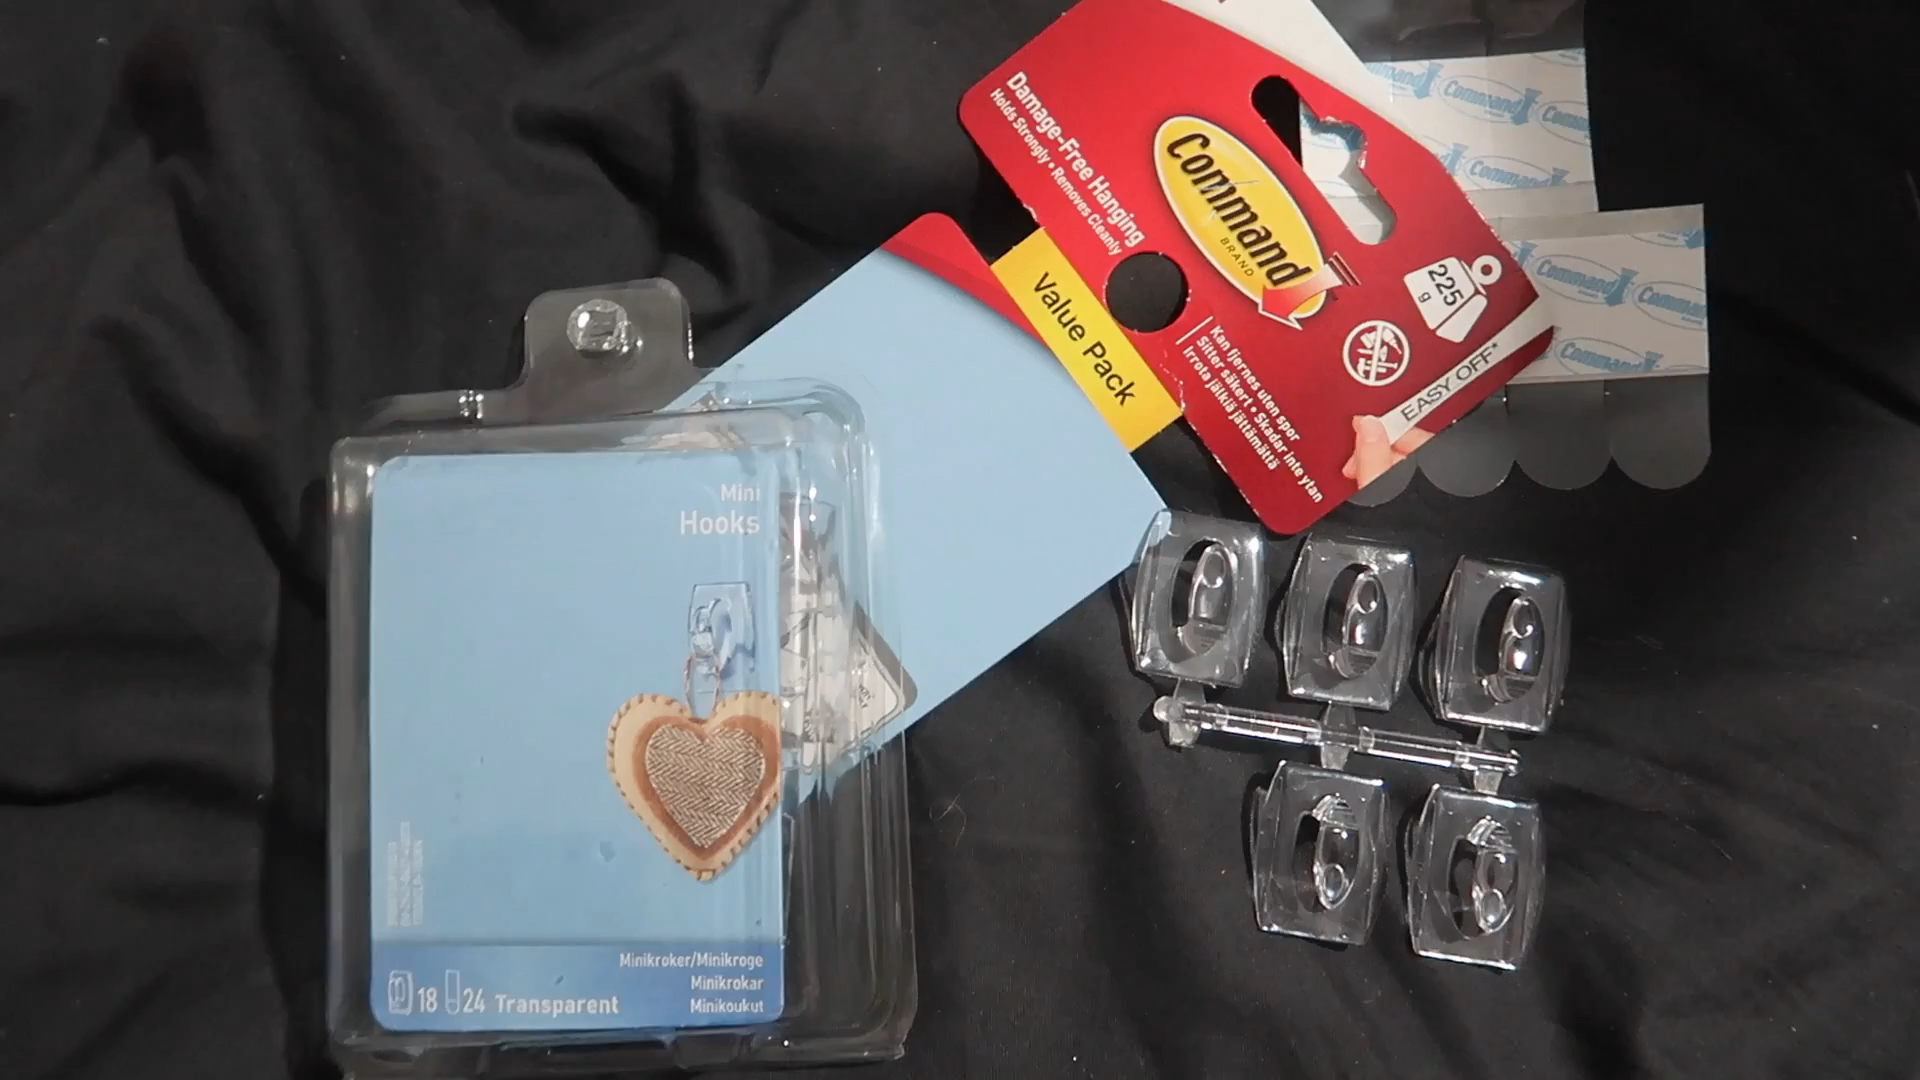 Damage-Free Hanging
Holds Strongly • Removes Cleanly
Command
BRAND
225
g
EASY OFF*
Value Pack
Kan fjernes uten spor
Sitter säkert • Skadar inte ytan
Irrota jälkiä jättämättä
Command
Command
Command
Command
Command
Mini
Hooks
Minikroker/Minikroge
Minikrokar
Minikoukut
18 24 Transparent